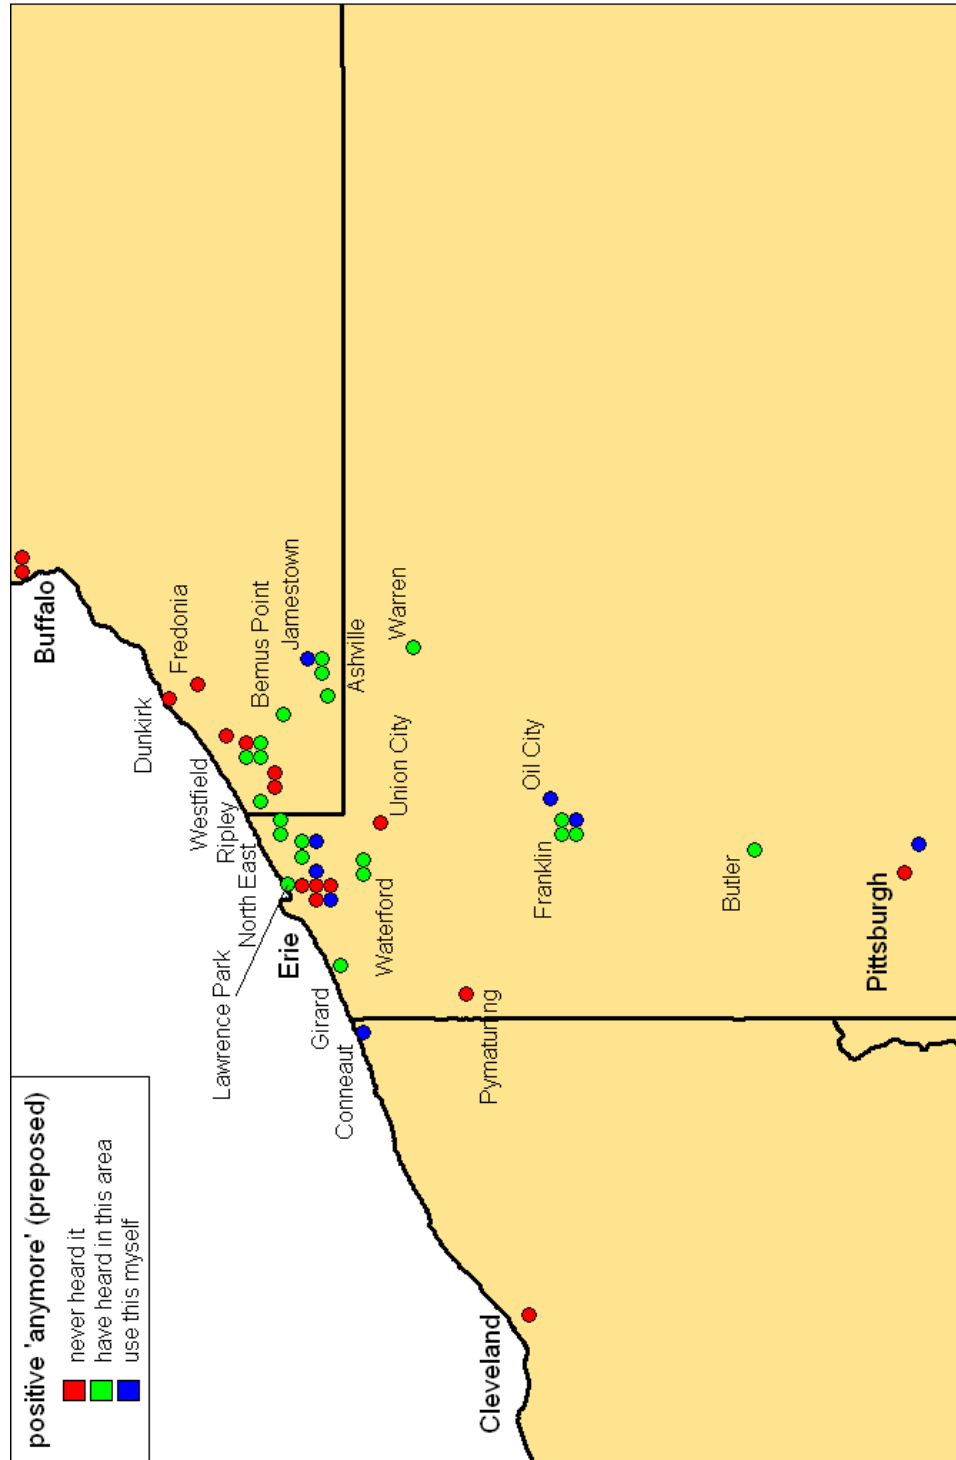 positive 'anymore' (preposed)
never heard it
have heard in this area
use this myself
Buffalo
Dunkirk
Fredonia
Westfield
Bemus Point
Jamestown
Ripley
Ashville
North East
Lawrence Park
Erie
Warren
Girard
Waterford
Union City
Conneaut
Pymatuning
Franklin
Oil City
Cleveland
Butler
Pittsburgh